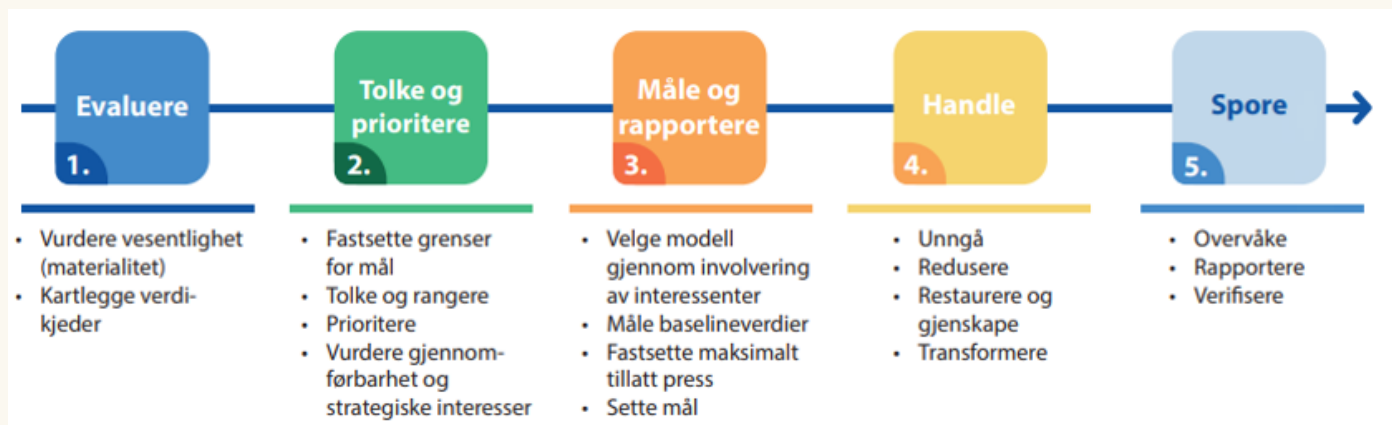 Evaluere
1.
Tolke og
prioritere
2.
Måle og
rapportere
3.
Handle
4.
Spore
5.
• Vurdere vesentlighet
(materialitet)
• Kartlegge verdi-
kjeder
• Fastsette grenser
for mål
• Tolke og rangere
• Prioritere
• Vurdere gjennom-
førbarhet og
strategiske interesser
• Velge modell
gjennom involvering
av interessenter
• Måle baselineverdier
• Fastsette maksimalt
tillatt press
• Sette mål
• Unngå
• Redusere
• Restaurere og
gjenskape
• Transformere
• Overvåke
• Rapportere
• Verifisere